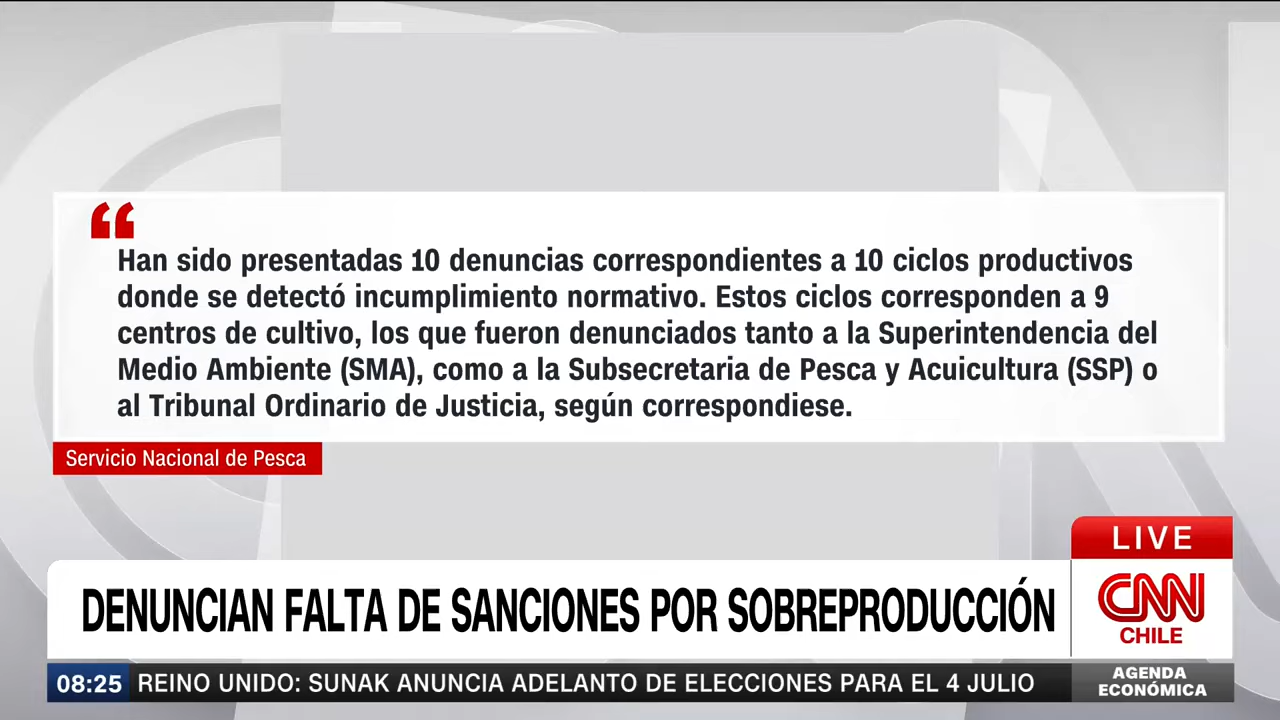 “
Han sido presentadas 10 denuncias correspondientes a 10 ciclos productivos
donde se detectó incumplimiento normativo. Estos ciclos corresponden a 9
centros de cultivo, los que fueron denunciados tanto a la Superintendencia del
Medio Ambiente (SMA), como a la Subsecretaria de Pesca y Acuicultura (SSP) o
al Tribunal Ordinario de Justicia, según correspondiese.
Servicio Nacional de Pesca
LIVE
DENUNCIAN FALTA DE SANCIONES POR SOBREPRODUCCIÓN
CNN
CHILE
08:25 REINO UNIDO: SUNAK ANUNCIA ADELANTO DE ELECCIONES PARA EL 4 JULIO
AGENDA
ECONÓMICA